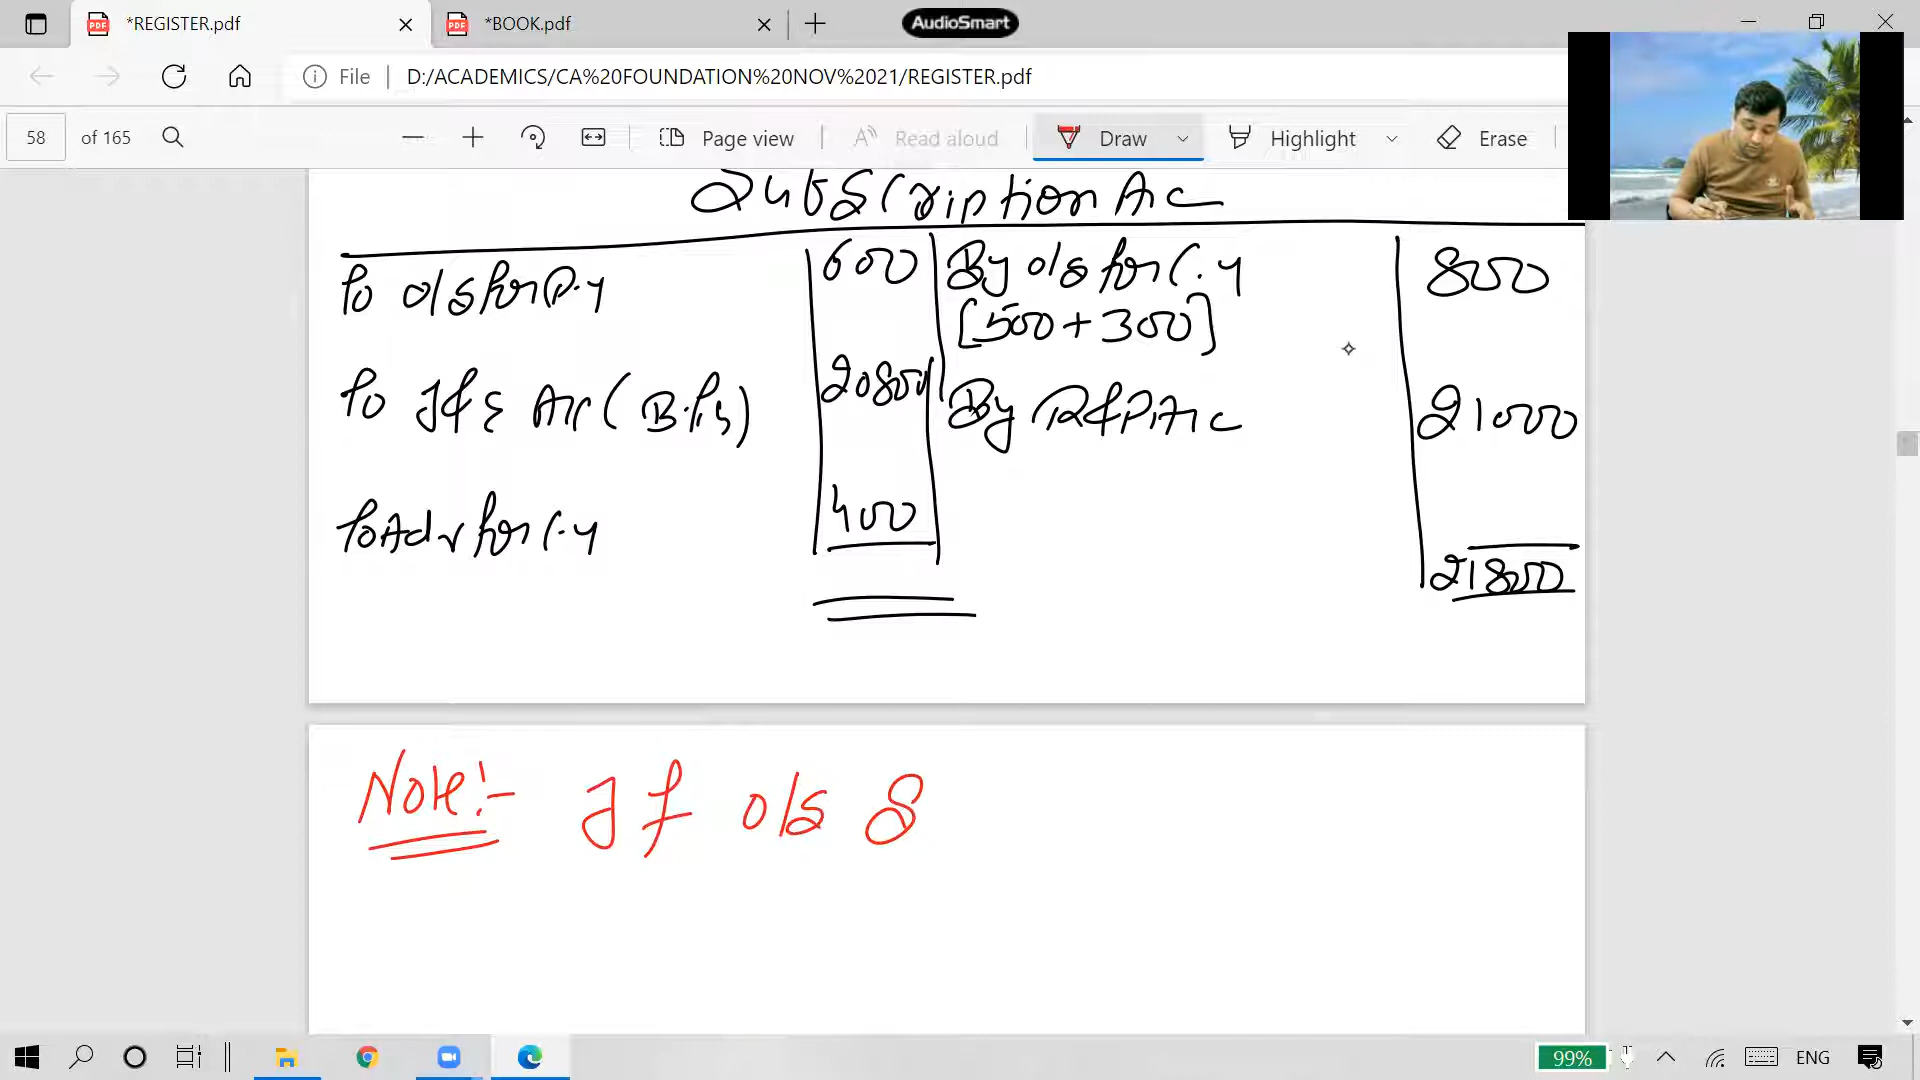 *REGISTER.pdf
*BOOK.pdf
AudioSmart
File D:/ACADEMICS/CA%20FOUNDATION%20NOV%2021/REGISTER.pdf
58 of 165 Page view Read aloud Draw Highlight Erase
Subscription A/c
To o/s for P.Y 600 By o/s for C.Y 800
[500+300]
To I&E A/c (B.f) 20800 By R&P A/c 21000
To Adv for C.Y 400
21800
Note:- If o/s S
99% ENG